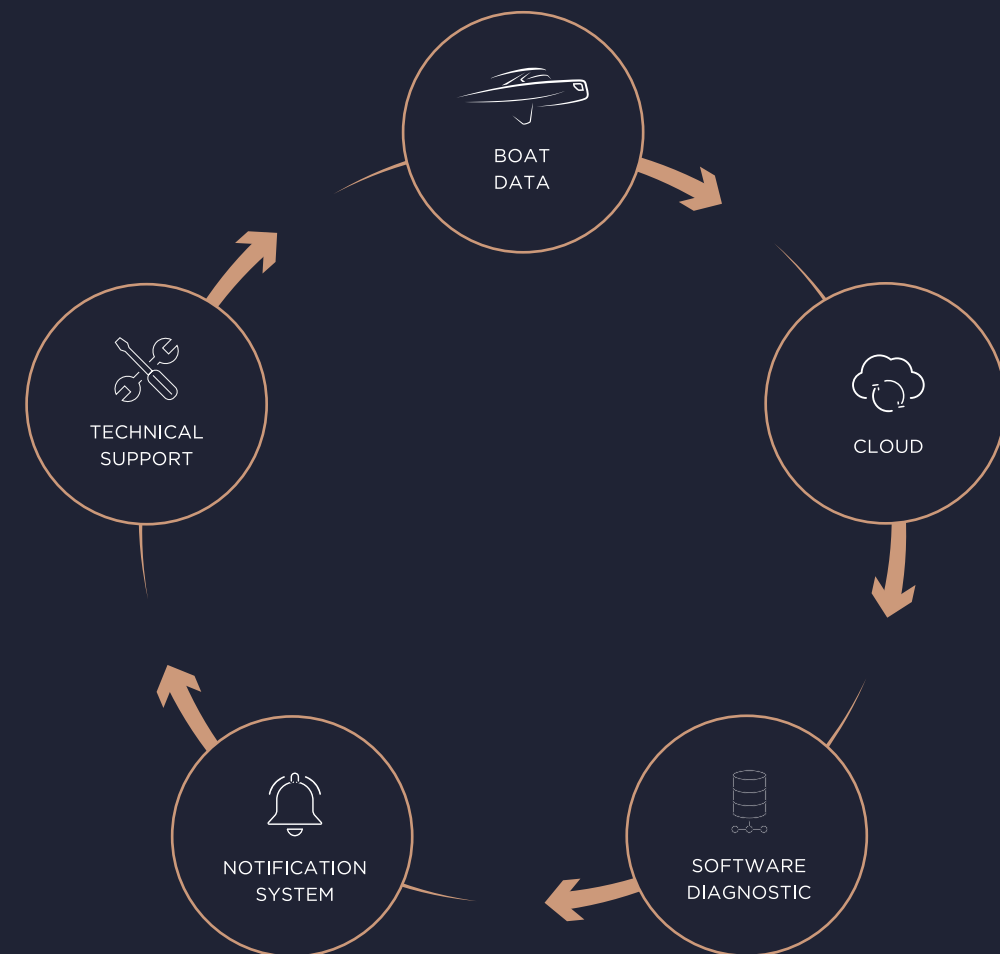 BOAT
DATA
CLOUD
SOFTWARE
DIAGNOSTIC
NOTIFICATION
SYSTEM
TECHNICAL
SUPPORT